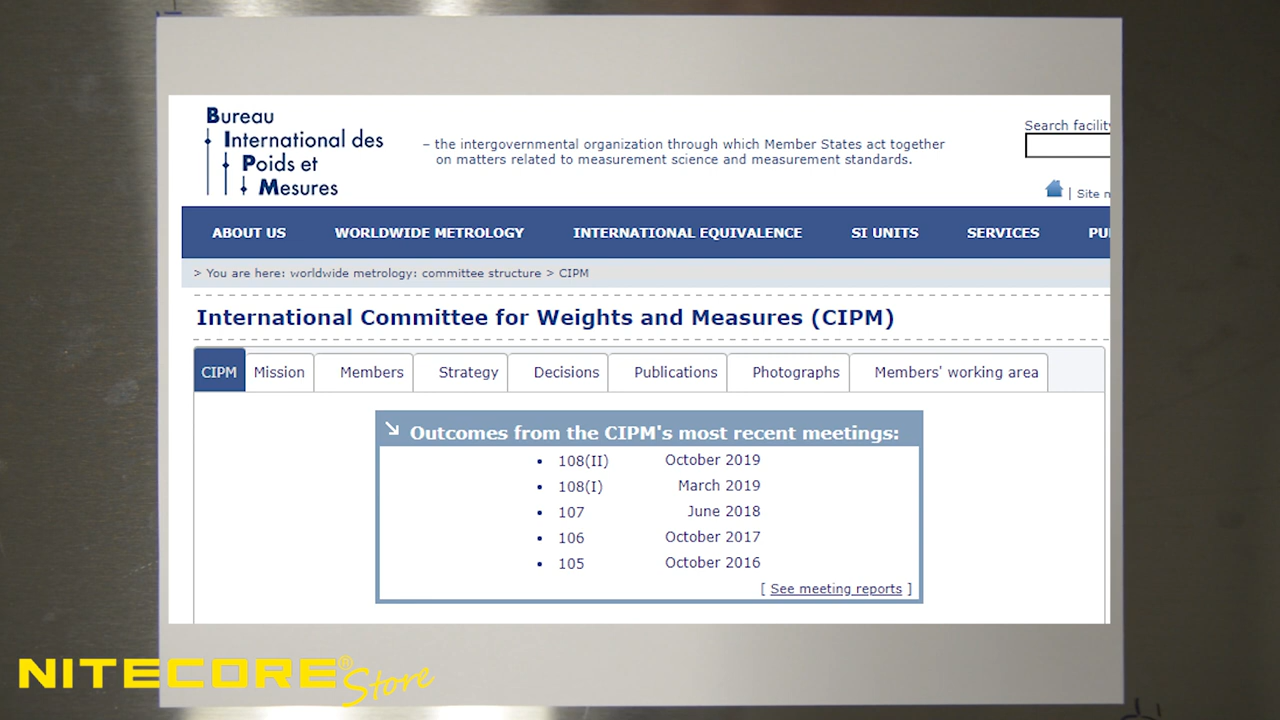 Bureau
International des
Poids et
Mesures
– the intergovernmental organization through which Member States act together
on matters related to measurement science and measurement standards.
Search facility
| Site
ABOUT US WORLDWIDE METROLOGY INTERNATIONAL EQUIVALENCE SI UNITS SERVICES
> You are here: worldwide metrology: committee structure > CIPM
International Committee for Weights and Measures (CIPM)
CIPM Mission Members Strategy Decisions Publications Photographs Members' working area
Outcomes from the CIPM's most recent meetings:
• 108(II) October 2019
• 108(I) March 2019
• 107 June 2018
• 106 October 2017
• 105 October 2016
[ See meeting reports ]
NITECORE® Store